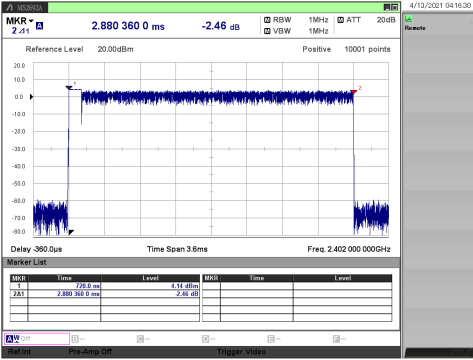 MS2692A
4/13/2021 04:16:30
MKR
2 Δ1
A
2.880 360 0 ms
-2.46 dB
M RBW 1MHz
M ATT 20dB
M VBW 1MHz
Remote
Reference Level 20.00dBm
Positive 10001 points
20.0
10.0
0.0
-10.0
-20.0
-30.0
-40.0
-50.0
-60.0
-70.0
-80.0
1
2
Delay -360.0µs
Time Span 3.6ms
Freq. 2.402 000 000GHz
Marker List
MKR Time Level MKR Time Level
1 720.0 ns 4.14 dBm
2Δ1 2.880 360 0 ms -2.46 dB
Off
Ref.Int
Pre-Amp Off
Trigger Video